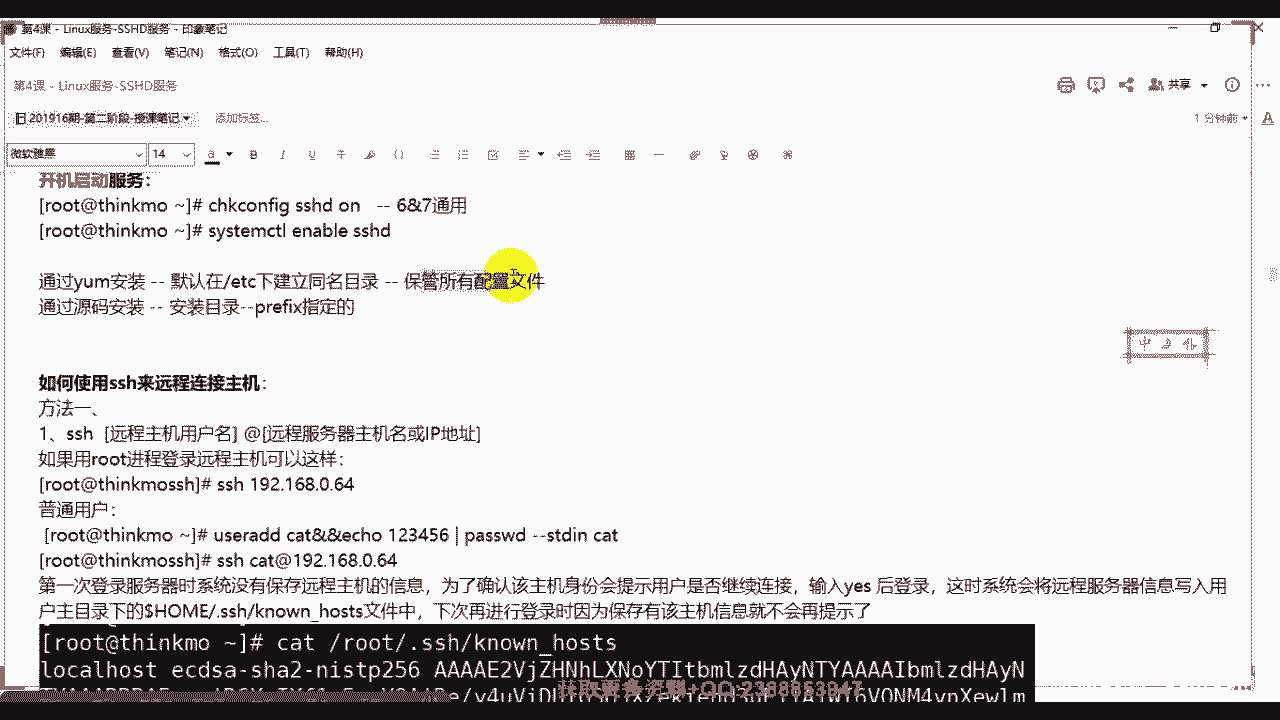 第4课 - Linux服务-SSHD服务 - 印象笔记
文件(F) 编辑(E) 查看(V) 笔记(N) 格式(O) 工具(T) 帮助(H)
第4课 - Linux服务-SSHD服务
共享
201916期-第二阶段-授课笔记 添加标签...
1 分钟前
微软雅黑 14
开机启动服务：
[root@thinkmo ~]# chkconfig sshd on -- 6&7通用
[root@thinkmo ~]# systemctl enable sshd
通过yum安装 -- 默认在/etc下建立同名目录 -- 保管所有配置文件
通过源码安装 -- 安装目录--prefix指定的
如何使用ssh来远程连接主机：
方法一、
1、ssh [远程主机用户名] @[远程服务器主机名或IP地址]
如果用root进程登录远程主机可以这样：
[root@thinkmossh]# ssh 192.168.0.64
普通用户：
[root@thinkmo ~]# useradd cat&&echo 123456 | passwd --stdin cat
[root@thinkmossh]# ssh cat@192.168.0.64
第一次登录服务器时系统没有保存远程主机的信息，为了确认该主机身份会提示用户是否继续连接，输入yes 后登录，这时系统会将远程服务器信息写入用
户主目录下的$HOME/.ssh/known_hosts文件中，下次再进行登录时因为保存有该主机信息就不会再提示了
[root@thinkmo ~]# cat /root/.ssh/known_hosts
localhost ecdsa-sha2-nistp256 AAAAE2VjZHNhLXNoYTItbmlzdHAyNTYAAAAIbmlzdHAyN